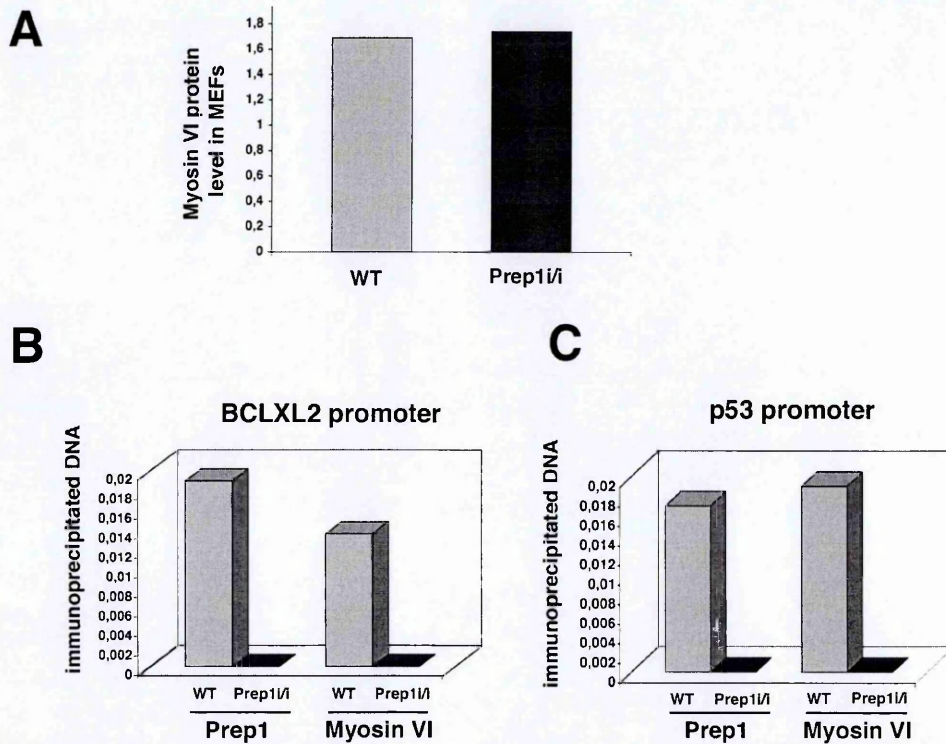 A
Myosin VI protein
level in MEFs
1,8
1,6
1,4
1,2
1
0,8
0,6
0,4
0,2
0
WT Prep1i/i
B
BCLXL2 promoter
immunoprecipitated DNA
0,02
0,018
0,016
0,014
0,012
0,01
0,008
0,006
0,004
0,002
0
WT Prep1i/i WT Prep1i/i
Prep1 Myosin VI
C
p53 promoter
immunoprecipitated DNA
0,02
0,018
0,016
0,014
0,012
0,01
0,008
0,006
0,004
0,002
0
WT Prep1i/i WT Prep1i/i
Prep1 Myosin VI